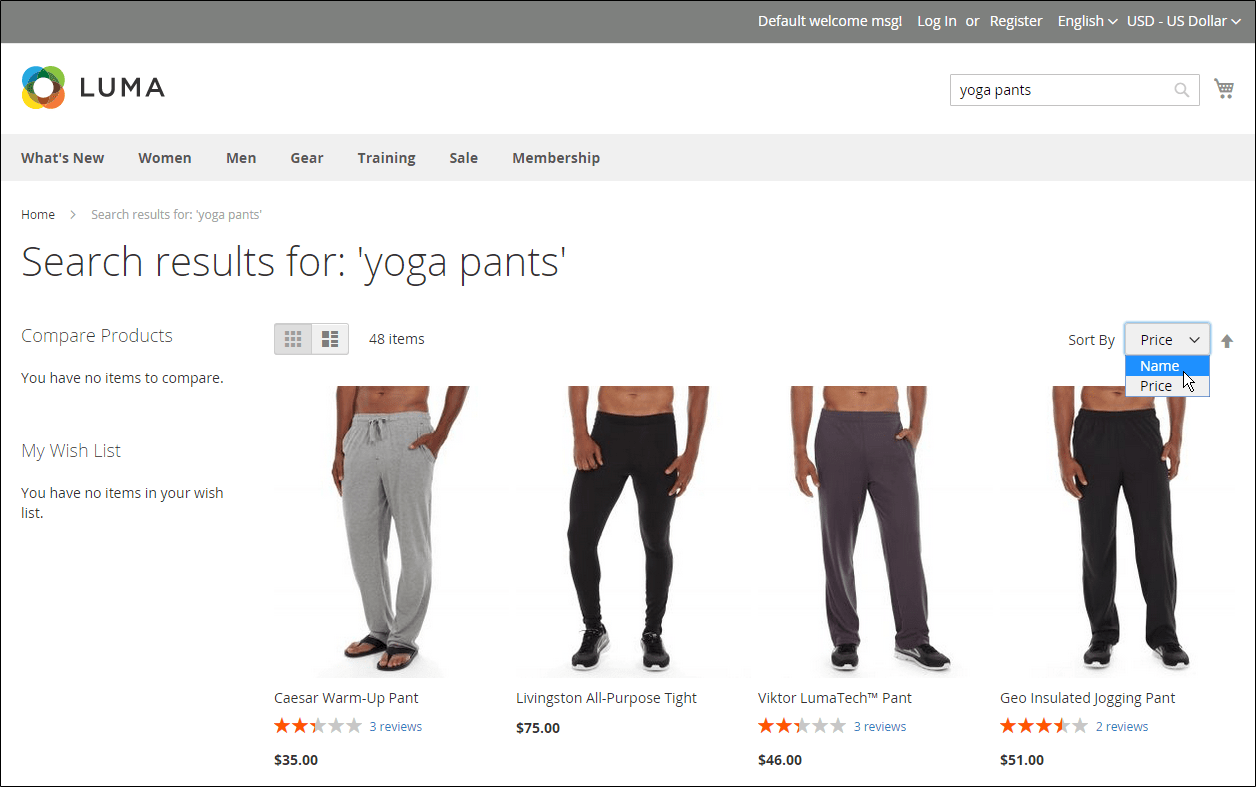 Default welcome msg! Log In or Register English USD - US Dollar
LUMA
yoga pants
What's New Women Men Gear Training Sale Membership
Home Search results for: 'yoga pants'
Search results for: 'yoga pants'
Compare Products
You have no items to compare.
My Wish List
You have no items in your wish
list.
48 items
Sort By Price
Name
Price
Caesar Warm-Up Pant
3 reviews
$35.00
Livingston All-Purpose Tight
$75.00
Viktor LumaTech™ Pant
3 reviews
$46.00
Geo Insulated Jogging Pant
2 reviews
$51.00